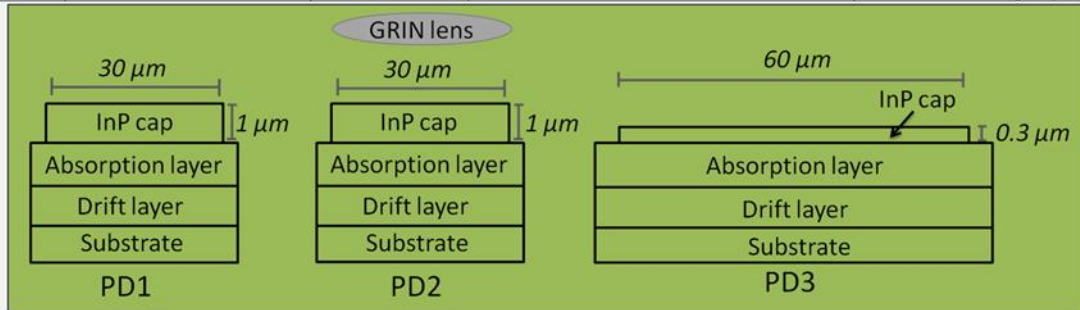 GRIN lens
30 μm
30 μm
60 μm
InP cap
InP cap
1 μm
InP cap
1 μm
0.3 μm
Absorption layer
Absorption layer
Absorption layer
Drift layer
Drift layer
Drift layer
Substrate
Substrate
Substrate
PD1
PD2
PD3